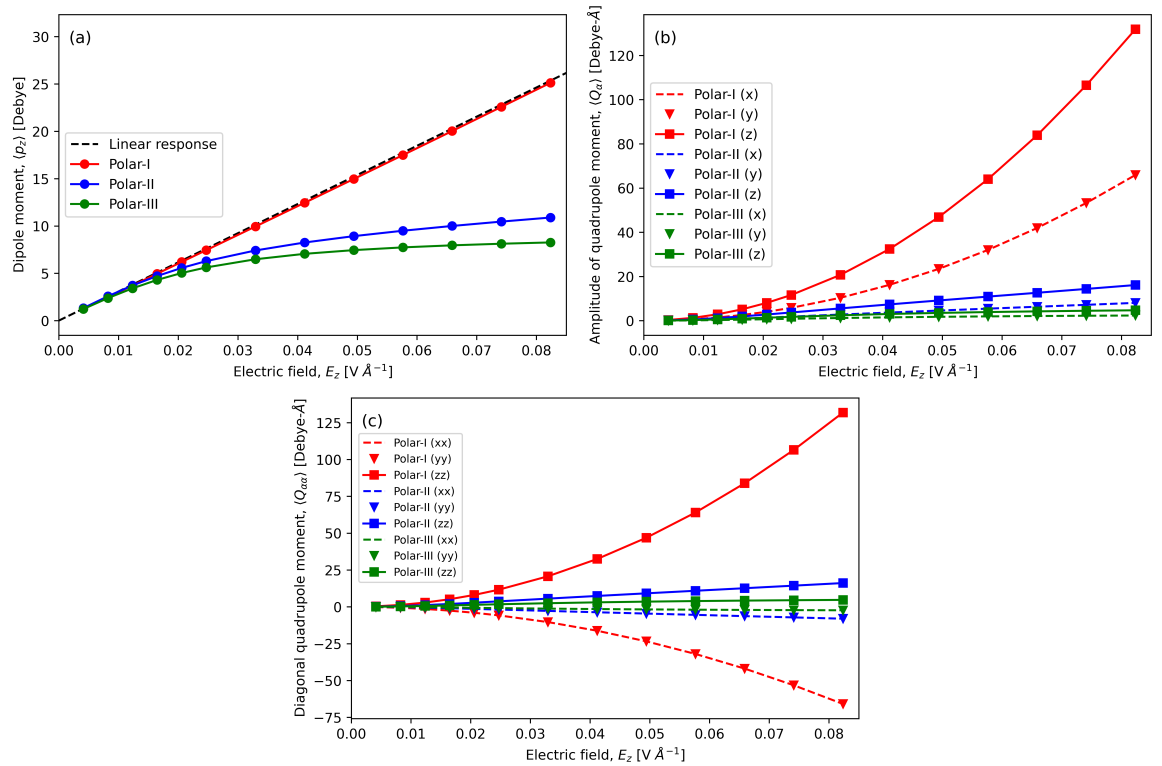 (a)
Dipole moment, ⟨p_z⟩ [Debye]
30
25
20
15
10
5
0
Linear response
Polar-I
Polar-II
Polar-III
0.00 0.01 0.02 0.03 0.04 0.05 0.06 0.07 0.08
Electric field, E_z [V Å⁻¹]
(b)
Amplitude of quadrupole moment, ⟨Q_α⟩ [Debye-Å]
120
100
80
60
40
20
0
Polar-I (x)
Polar-I (y)
Polar-I (z)
Polar-II (x)
Polar-II (y)
Polar-II (z)
Polar-III (x)
Polar-III (y)
Polar-III (z)
0.00 0.01 0.02 0.03 0.04 0.05 0.06 0.07 0.08
Electric field, E_z [V Å⁻¹]
(c)
Diagonal quadrupole moment, ⟨Q_αα⟩ [Debye-Å]
125
100
75
50
25
0
−25
−50
−75
Polar-I (xx)
Polar-I (yy)
Polar-I (zz)
Polar-II (xx)
Polar-II (yy)
Polar-II (zz)
Polar-III (xx)
Polar-III (yy)
Polar-III (zz)
0.00 0.01 0.02 0.03 0.04 0.05 0.06 0.07 0.08
Electric field, E_z [V Å⁻¹]